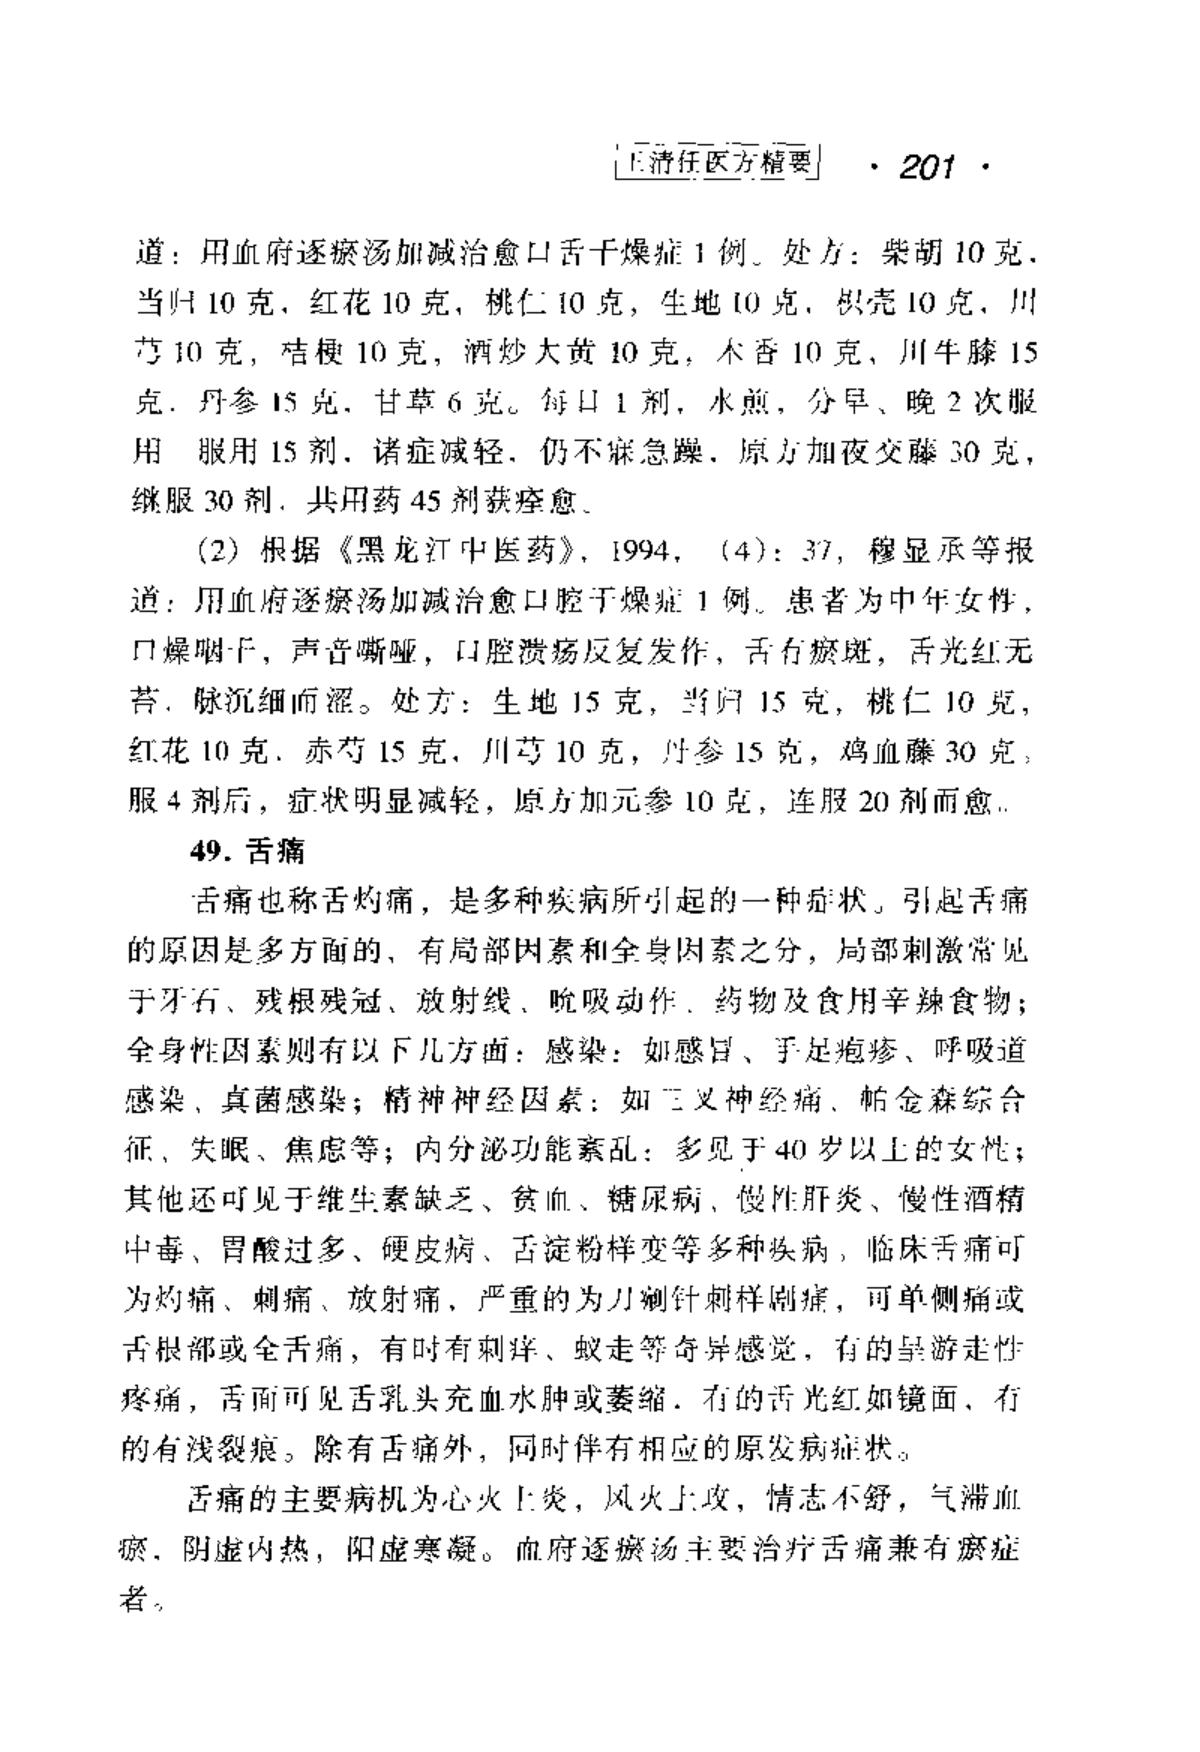 王清任医方精要 · 201 ·
道：用血府逐瘀汤加减治愈口舌干燥症 1 例。处方：柴胡 10 克，
当归 10 克，红花 10 克，桃仁 10 克，生地 10 克，枳壳 10 克，川
芎 10 克，桔梗 10 克，酒炒大黄 10 克，木香 10 克，川牛膝 15
克，丹参 15 克，甘草 6 克。每日 1 剂，水煎，分早、晚 2 次服
用 服用 15 剂，诸症减轻，仍不寐急躁，原方加夜交藤 30 克，
继服 30 剂，共用药 45 剂获痊愈。
（2）根据《黑龙江中医药》，1994，（4）：37，穆显承等报
道：用血府逐瘀汤加减治愈口腔干燥症 1 例。患者为中年女性，
口燥咽干，声音嘶哑，口腔溃疡反复发作，舌有瘀斑，舌光红无
苔，脉沉细而涩。处方：生地 15 克，当归 15 克，桃仁 10 克，
红花 10 克，赤芍 15 克，川芎 10 克，丹参 15 克，鸡血藤 30 克。
服 4 剂后，症状明显减轻，原方加元参 10 克，连服 20 剂而愈。
49. 舌痛
舌痛也称舌灼痛，是多种疾病所引起的一种症状。引起舌痛
的原因是多方面的，有局部因素和全身因素之分，局部刺激常见
于牙石、残根残冠、放射线、吮吸动作、药物及食用辛辣食物；
全身性因素则有以下几方面：感染：如感冒、手足疱疹、呼吸道
感染、真菌感染；精神神经因素：如三叉神经痛、帕金森综合
征、失眠、焦虑等；内分泌功能紊乱：多见于 40 岁以上的女性；
其他还可见于维生素缺乏、贫血、糖尿病、慢性肝炎、慢性酒精
中毒、胃酸过多、硬皮病、舌淀粉样变等多种疾病。临床舌痛可
为灼痛、刺痛、放射痛，严重的为刀剜针刺样剧痛，可单侧痛或
舌根部或全舌痛，有时有刺痒、蚁走等奇异感觉，有的呈游走性
疼痛，舌面可见舌乳头充血水肿或萎缩，有的舌光红如镜面，有
的有浅裂痕。除有舌痛外，同时伴有相应的原发病症状。
舌痛的主要病机为心火上炎，风火上攻，情志不舒，气滞血
瘀，阴虚内热，阳虚寒凝。血府逐瘀汤主要治疗舌痛兼有瘀症
者。